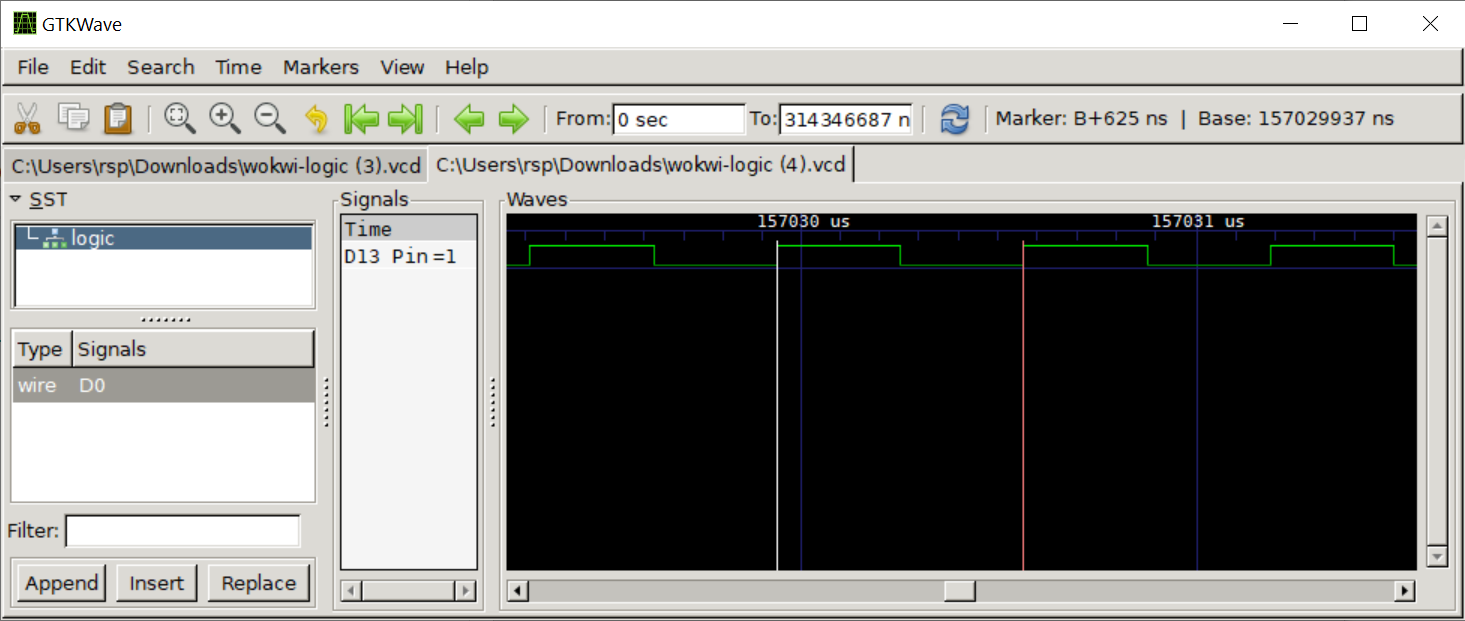 GTKWave
File Edit Search Time Markers View Help
From: 0 sec To: 314346687 n Marker: B+625 ns | Base: 157029937 ns
C:\Users\rsp\Downloads\wokwi-logic (3).vcd C:\Users\rsp\Downloads\wokwi-logic (4).vcd
SST
logic
Type Signals
wire D0
Filter:
Append Insert Replace
Signals
Time
D13 Pin=1
Waves
157030 us 157031 us